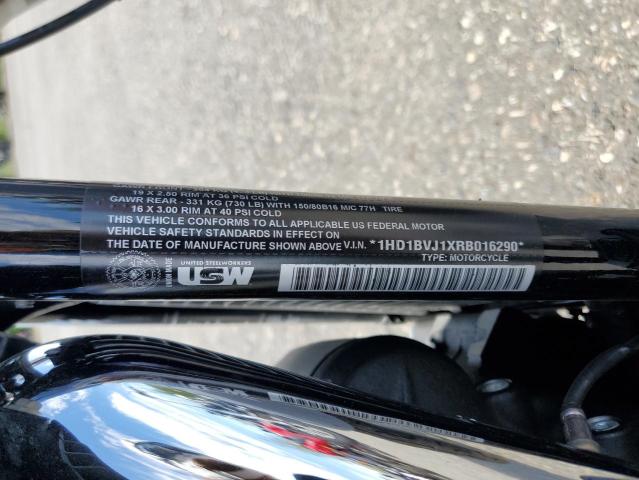 19 X 2.50 RIM AT 36 PSI COLD
GAWR REAR - 331 KG (730 LB) WITH 150/80B16 M/C 77H TIRE
16 X 3.00 RIM AT 40 PSI COLD
THIS VEHICLE CONFORMS TO ALL APPLICABLE US FEDERAL MOTOR
VEHICLE SAFETY STANDARDS IN EFFECT ON
THE DATE OF MANUFACTURE SHOWN ABOVE V.I.N. *1HD1BVJ1XRB016290*
TYPE: MOTORCYCLE
UNITED STEELWORKERS
USW